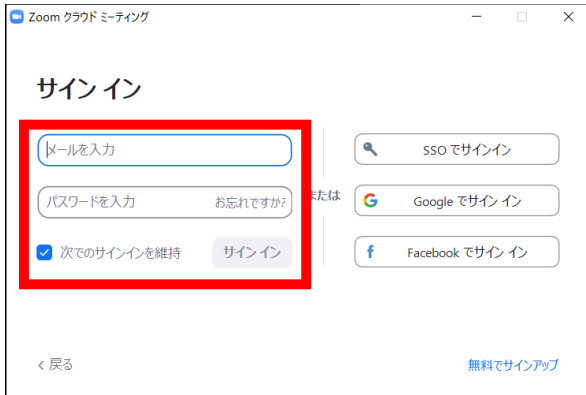 Zoom クラウド ミーティング
サイン イン
メールを入力
パスワードを入力 お忘れですか?
次でのサインインを維持 サイン イン
または
SSO でサインイン
Google でサイン イン
Facebook でサイン イン
戻る
無料でサインアップ